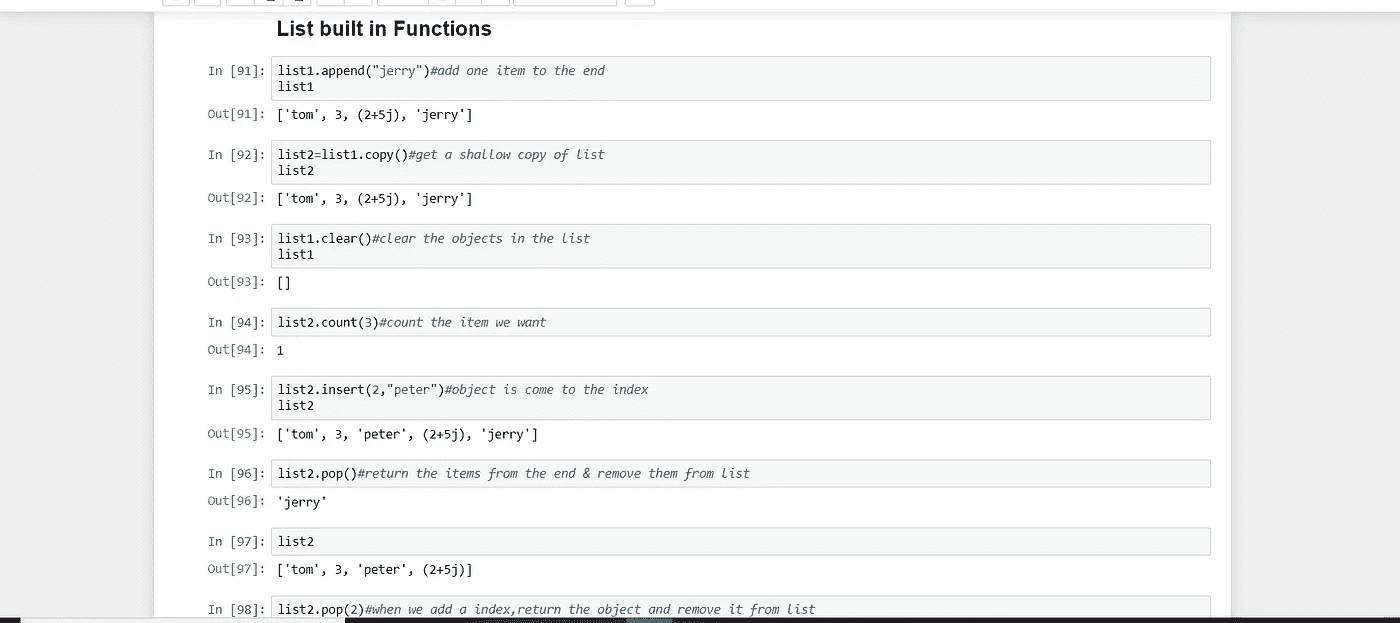 List built in Functions
In [91]: list1.append("jerry")#add one item to the end
list1
Out[91]: ['tom', 3, (2+5j), 'jerry']
In [92]: list2=list1.copy()#get a shallow copy of list
list2
Out[92]: ['tom', 3, (2+5j), 'jerry']
In [93]: list1.clear()#clear the objects in the list
list1
Out[93]: []
In [94]: list2.count(3)#count the item we want
Out[94]: 1
In [95]: list2.insert(2,"peter")#object is come to the index
list2
Out[95]: ['tom', 3, 'peter', (2+5j), 'jerry']
In [96]: list2.pop()#return the items from the end & remove them from list
Out[96]: 'jerry'
In [97]: list2
Out[97]: ['tom', 3, 'peter', (2+5j)]
In [98]: list2.pop(2)#when we add a index,return the object and remove it from list